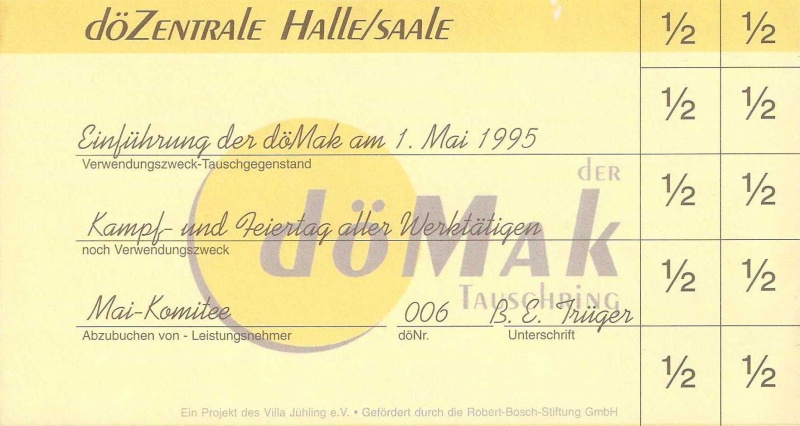 döZentrale Halle/Saale
½ ½
Einführung der döMak am 1. Mai 1995
Verwendungszweck-Tauschgegenstand
½ ½
der
döMak
Tauschring
½ ½
Kampf- und Feiertag aller Werktätigen
noch Verwendungszweck
½ ½
Mai-Komitee 006 B. E. Trüger
Abzubuchen von - Leistungsnehmer döNr. Unterschrift
½ ½
Ein Projekt des Villa Jühling e.V. • Gefördert durch die Robert-Bosch-Stiftung GmbH